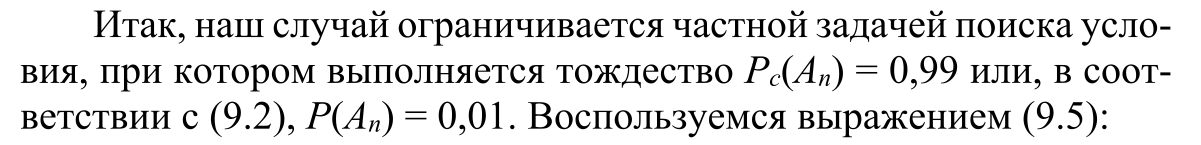 Итак, наш случай ограничивается частной задачей поиска усло-
вия, при котором выполняется тождество Pc(An) = 0,99 или, в соот-
ветствии с (9.2), P(An) = 0,01. Воспользуемся выражением (9.5):